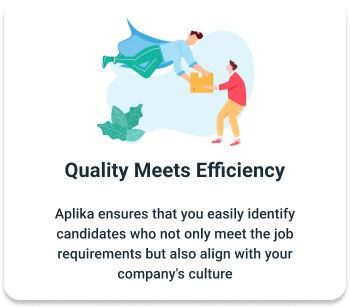 Quality Meets Efficiency
Aplika ensures that you easily identify
candidates who not only meet the job
requirements but also align with your
company's culture